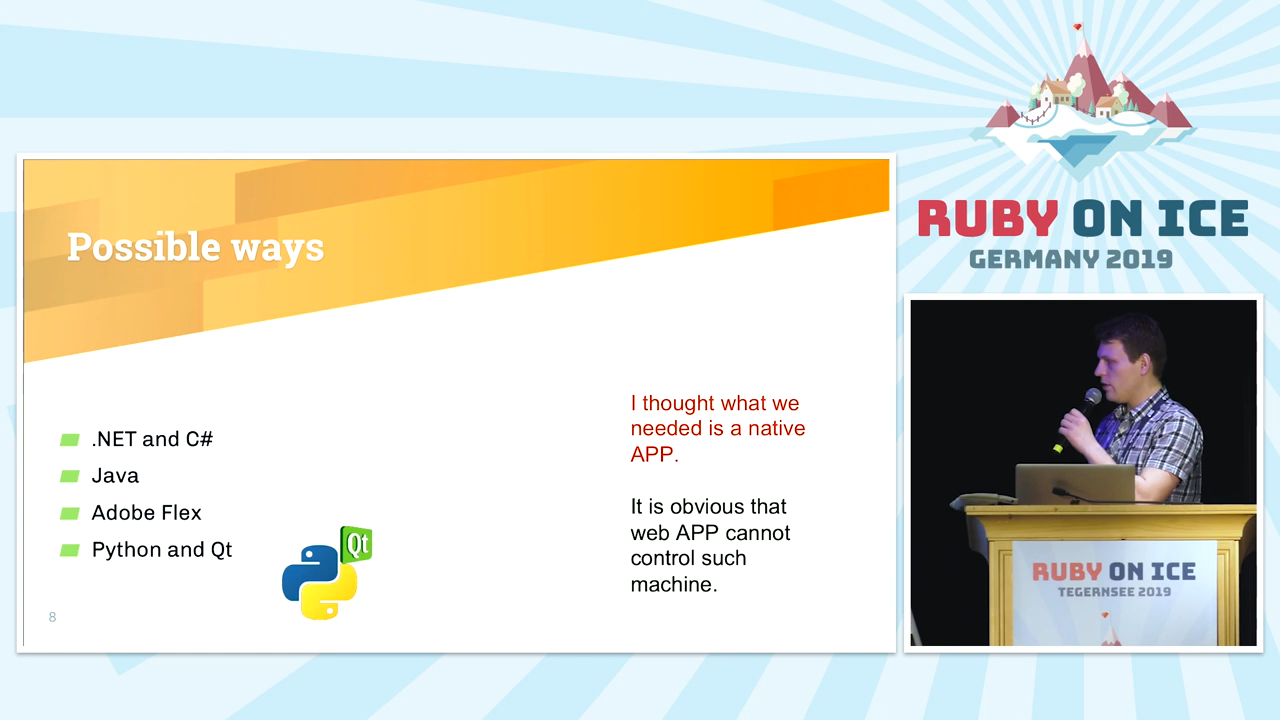 RUBY ON ICE
GERMANY 2019
Possible ways
.NET and C#
Java
Adobe Flex
Python and Qt
Qt
8
I thought what we
needed is a native
APP.
It is obvious that
web APP cannot
control such
machine.
RUBY ON ICE
TEGERNSEE 2019